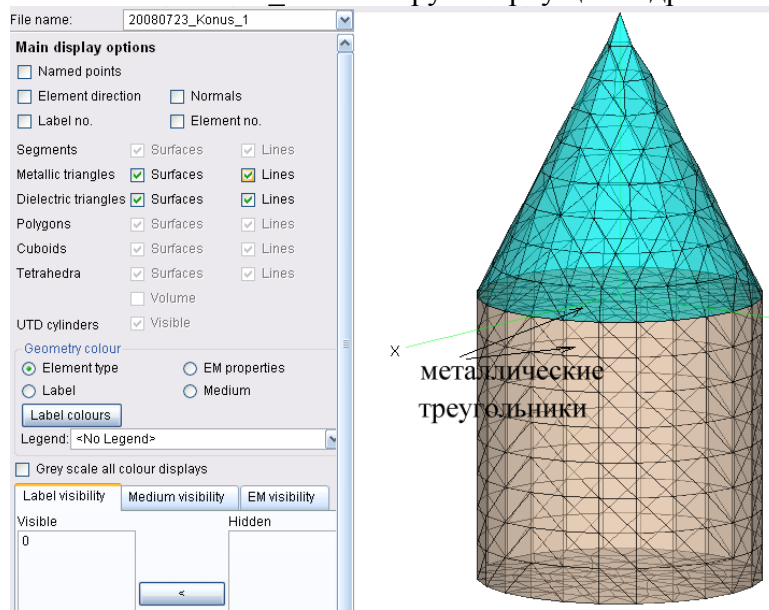 File name: 20080723_Konus_1
Main display options
Named points
Element direction Normals
Label no. Element no.
Segments Surfaces Lines
Metallic triangles Surfaces Lines
Dielectric triangles Surfaces Lines
Polygons Surfaces Lines
Cuboids Surfaces Lines
Tetrahedra Surfaces Lines
Volume
UTD cylinders Visible
Geometry colour
Element type EM properties
Label Medium
Label colours
Legend: <No Legend>
Grey scale all colour displays
Label visibility Medium visibility EM visibility
Visible Hidden
0
<
X
металлические
треугольники